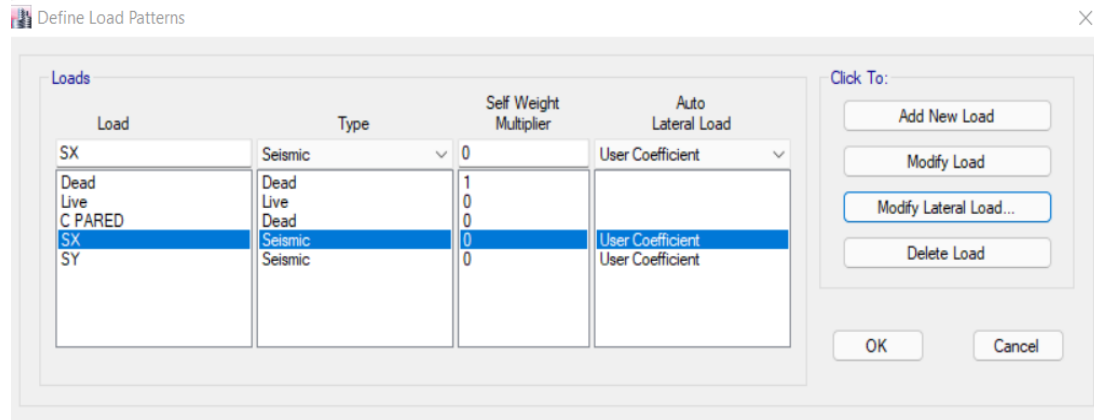 Define Load Patterns
Loads
Click To:
Load Type Self Weight Multiplier Auto Lateral Load
SX Seismic 0 User Coefficient
Dead Dead 1
Live Live 0
C PARED Dead 0
SX Seismic 0 User Coefficient
SY Seismic 0 User Coefficient
Add New Load
Modify Load
Modify Lateral Load...
Delete Load
OK Cancel